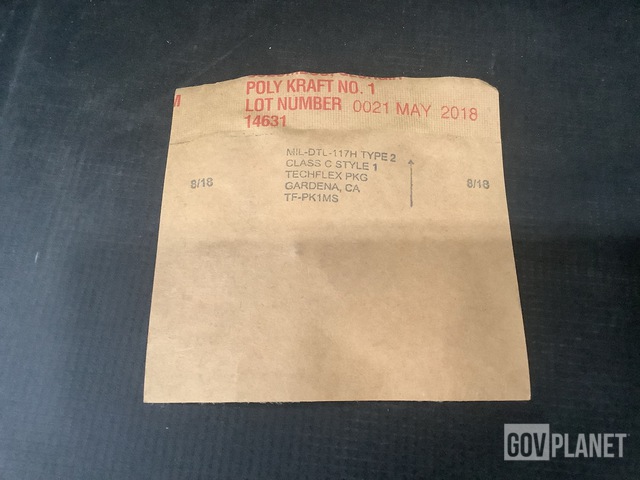 M
POLY KRAFT NO. 1
LOT NUMBER 0021 MAY 2018
14631
MIL-DTL-117H TYPE 2
CLASS C STYLE 1
TECHFLEX PKG
GARDENA, CA
TF-PK1MS
8/18
8/18
GOVPLANET